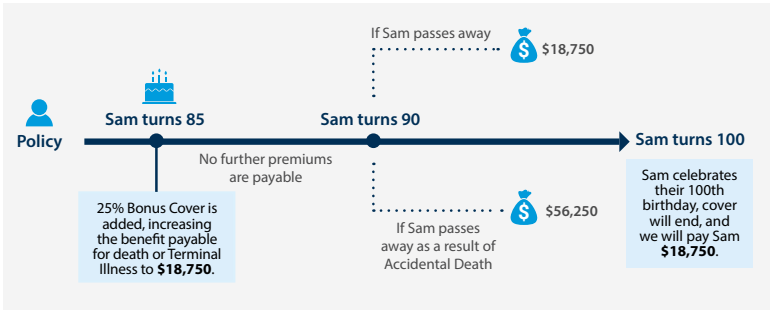 If Sam passes away
$18,750
Policy
Sam turns 85
Sam turns 90
Sam turns 100
No further premiums
are payable
25% Bonus Cover is
added, increasing
the benefit payable
for death or Terminal
Illness to $18,750.
$56,250
If Sam passes
away as a result of
Accidental Death
Sam celebrates
their 100th
birthday, cover
will end, and
we will pay Sam
$18,750.